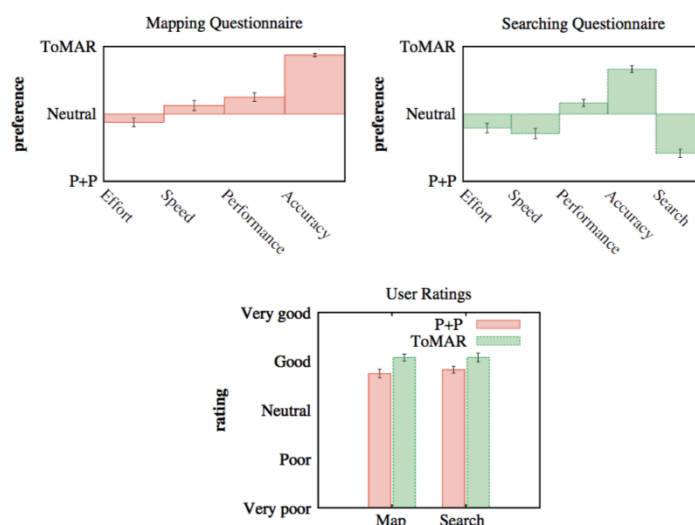 Mapping Questionnaire
ToMAR
Neutral
P+P
preference
Effort
Speed
Performance
Accuracy
Searching Questionnaire
ToMAR
Neutral
P+P
preference
Effort
Speed
Performance
Accuracy
Search
User Ratings
Very good
Good
Neutral
Poor
Very poor
rating
P+P
ToMAR
Map
Search